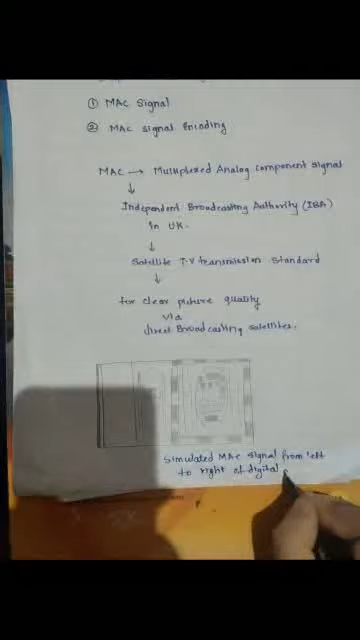 ① MAC Signal
② MAC signal Encoding
MAC → Multiplexed Analog component signal
↓
Independent Broadcasting Authority (IBA)
in UK.
↓
Satellite T.V transmission Standard
↓
for clear picture quality
via
direct Broadcasting satellites.
Simulated MAC signal from left
to right of digital